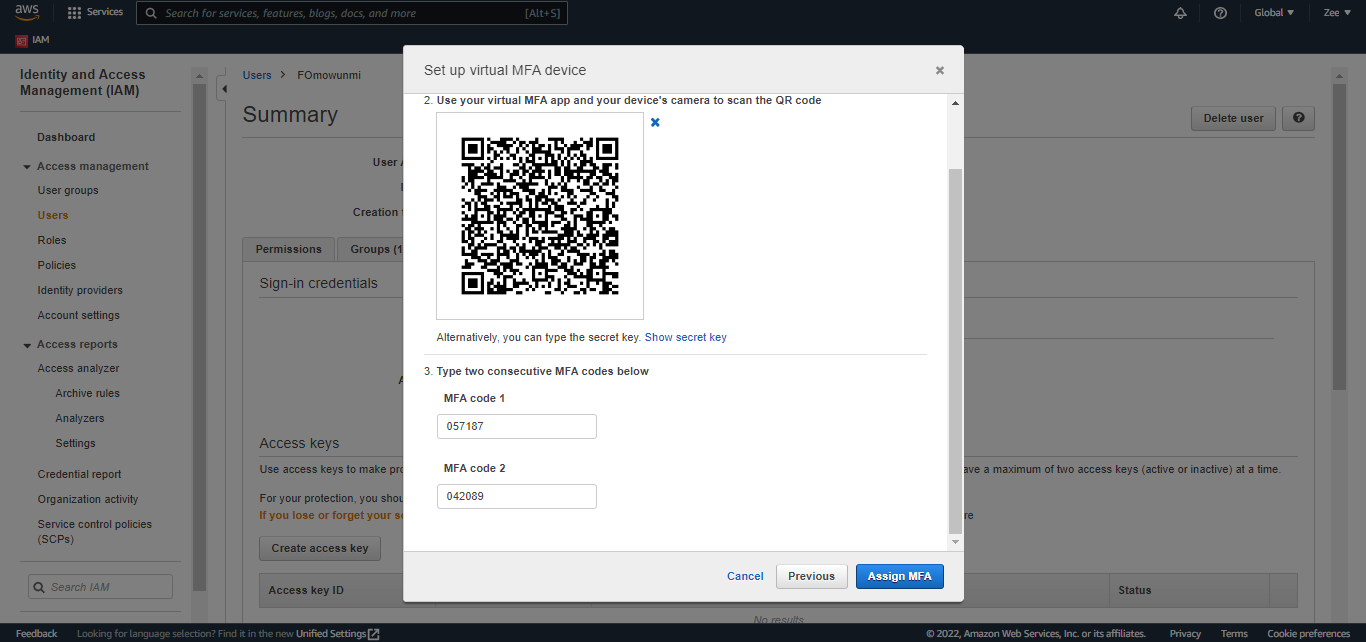 aws
Services
Search for services, features, blogs, docs, and more
[Alt+S]
Global
Zee
IAM
Identity and Access
Management (IAM)
Dashboard
Access management
User groups
Users
Roles
Policies
Identity providers
Account settings
Access reports
Access analyzer
Archive rules
Analyzers
Settings
Credential report
Organization activity
Service control policies
(SCPs)
Search IAM
Users > FOmowunmi
Summary
Delete user
User
Creation
Permissions
Groups (1
Sign-in credentials
Access keys
Use access keys to make
ave a maximum of two access keys (active or inactive) at a time.
For your protection, you
If you lose or forget your
Create access key
Access key ID
Status
No results
Set up virtual MFA device
2. Use your virtual MFA app and your device's camera to scan the QR code
Alternatively, you can type the secret key. Show secret key
3. Type two consecutive MFA codes below
MFA code 1
057187
MFA code 2
042089
Cancel
Previous
Assign MFA
Feedback
Looking for language selection? Find it in the new Unified Settings
© 2022, Amazon Web Services, Inc. or its affiliates.
Privacy
Terms
Cookie preferences